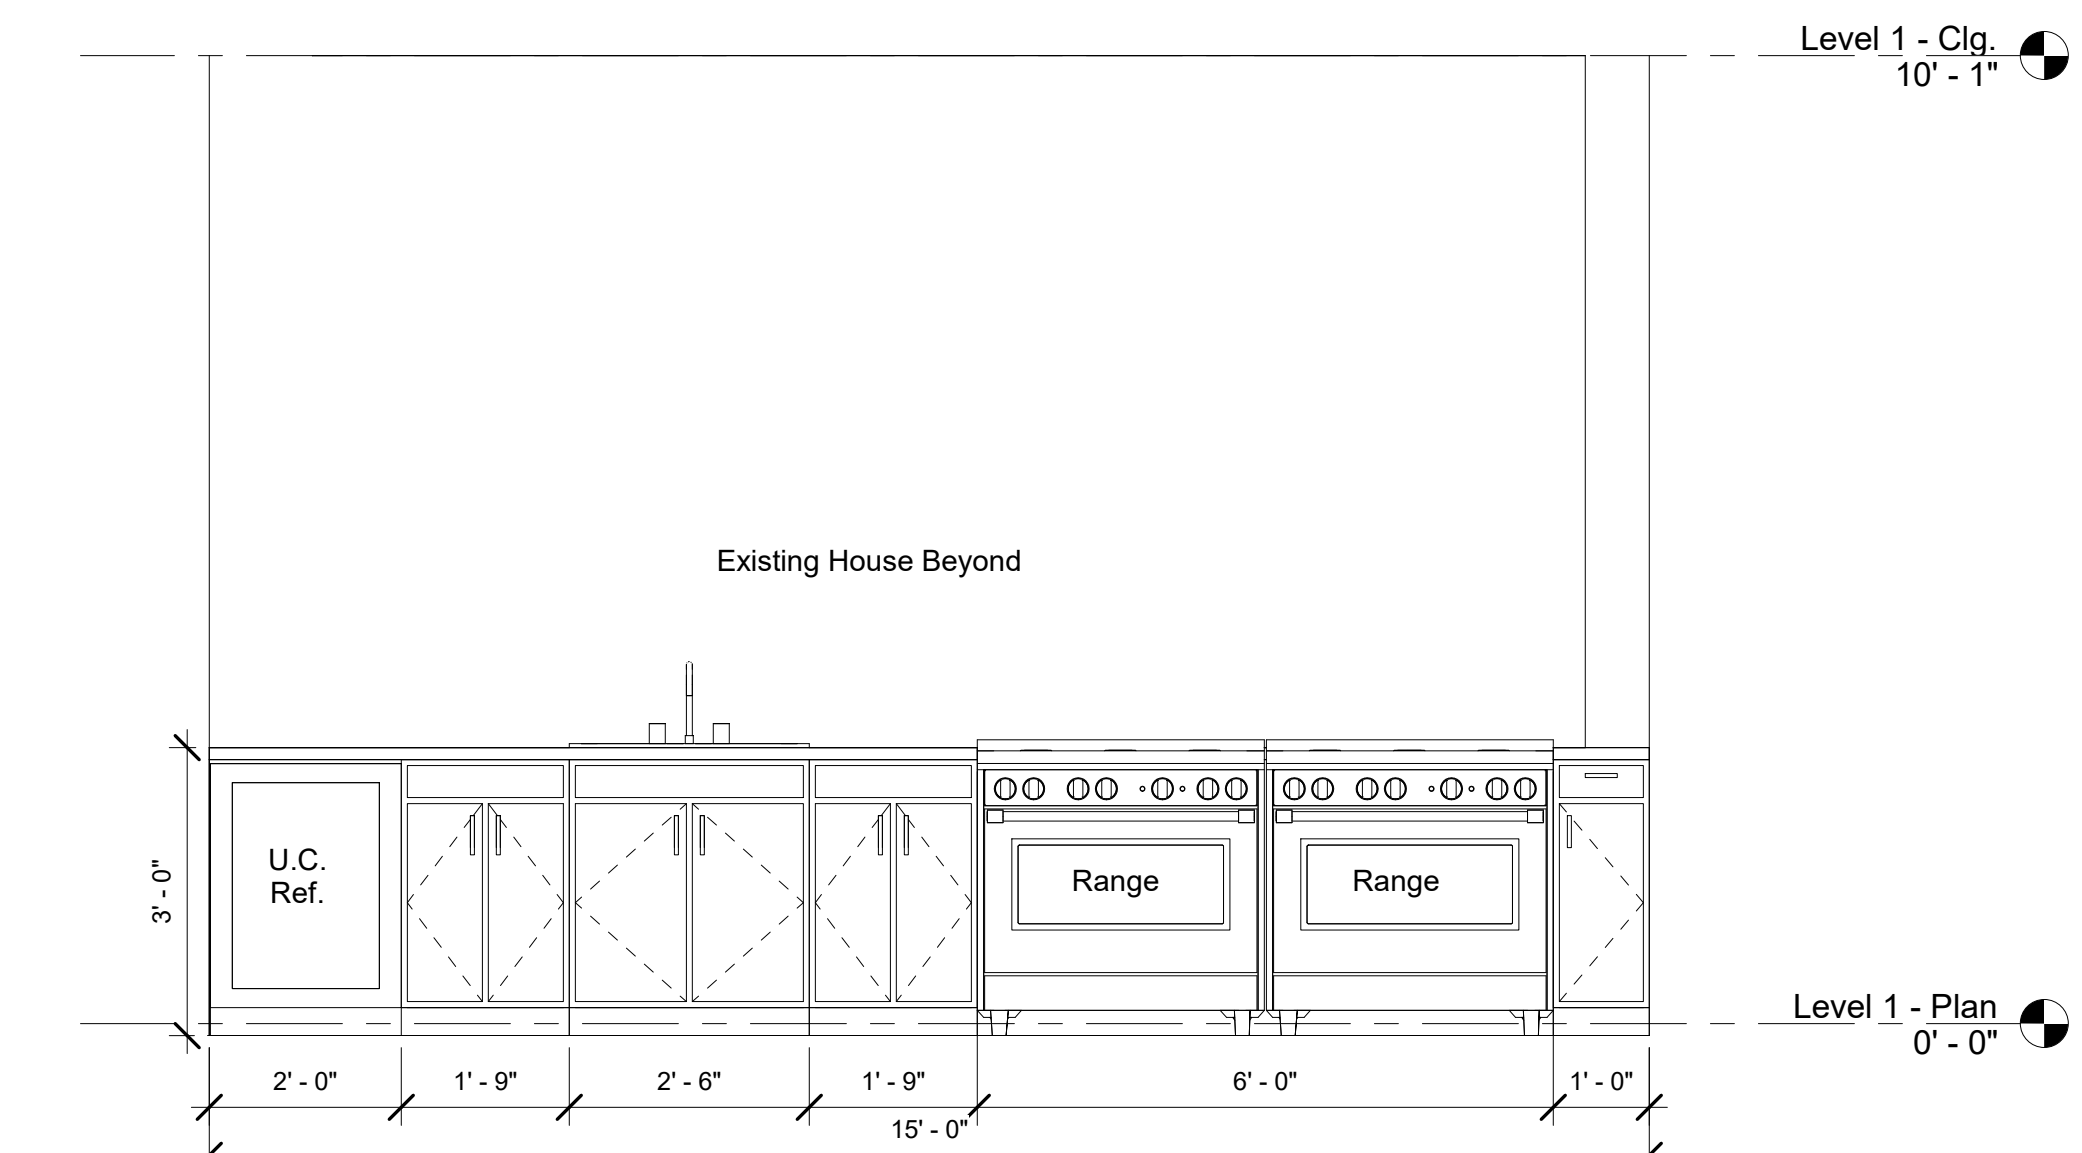 Level 1 - Clg.
10' - 1"
Existing House Beyond
U.C.
Ref.
Range
Range
3' - 0"
Level 1 - Plan
0' - 0"
2' - 0"
1' - 9"
2' - 6"
1' - 9"
6' - 0"
1' - 0"
15' - 0"